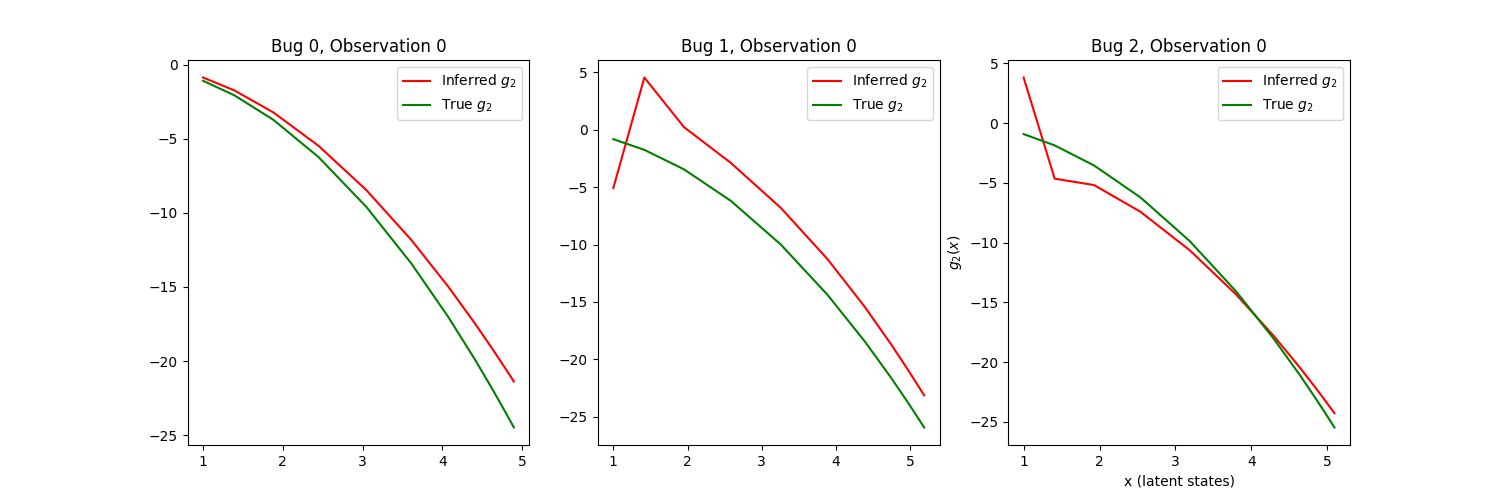 Bug 0, Observation 0
Inferred g₂
True g₂
0
−5
−10
−15
−20
−25
1 2 3 4 5
Bug 1, Observation 0
Inferred g₂
True g₂
5
0
−5
−10
−15
−20
−25
1 2 3 4 5
Bug 2, Observation 0
Inferred g₂
True g₂
g₂(x)
5
0
−5
−10
−15
−20
−25
1 2 3 4 5
x (latent states)